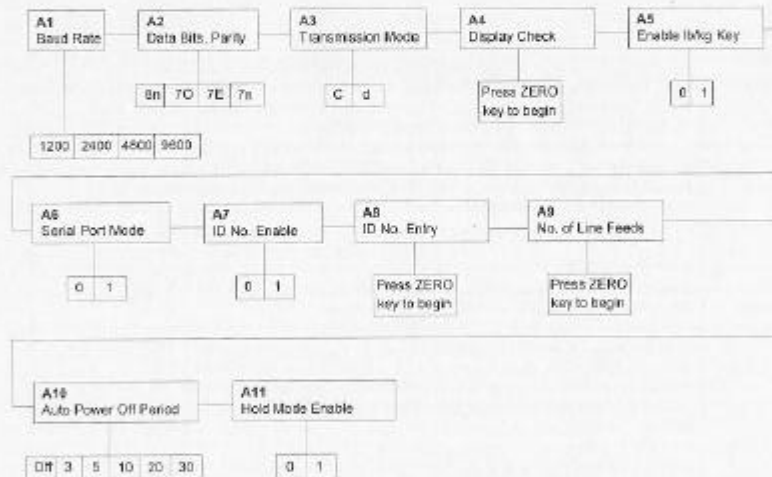 A1
Baud Rate
A2
Data Bits, Parity
A3
Transmission Mode
A4
Display Check
A5
Enable lb/kg Key
8n 7O 7E 7n
C d
Press ZERO
key to begin
0 1
1200 2400 4800 9600
A6
Serial Port Mode
A7
ID No. Enable
A8
ID No. Entry
A9
No. of Line Feeds
0 1
0 1
Press ZERO
key to begin
Press ZERO
key to begin
A10
Auto Power Off Period
A11
Hold Mode Enable
Off 3 5 10 20 30
0 1